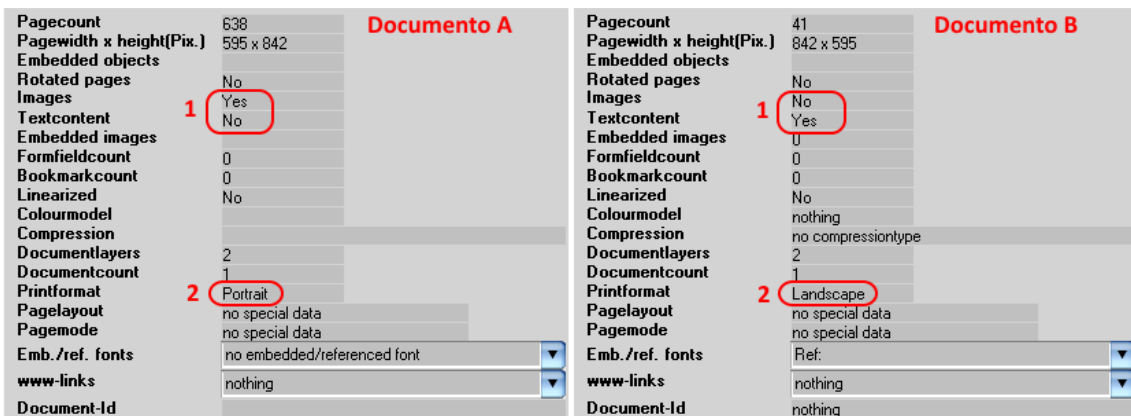 Documento A
Pagecount 638
Pagewidth x height(Pix.) 595 x 842
Embedded objects
Rotated pages No
Images Yes
1
Textcontent No
Embedded images
Formfieldcount 0
Bookmarkcount 0
Linearized No
Colourmodel
Compression
Documentlayers 2
Documentcount 1
Printformat 2 Portrait
Pagelayout no special data
Pagemode no special data
Emb./ref. fonts no embedded/referenced font
www-links nothing
Document-Id
Documento B
Pagecount 41
Pagewidth x height(Pix.) 842 x 595
Embedded objects
Rotated pages No
Images No
1
Textcontent Yes
Embedded images 0
Formfieldcount 0
Bookmarkcount 0
Linearized No
Colourmodel nothing
Compression no compressiontype
Documentlayers 2
Documentcount 1
Printformat 2 Landscape
Pagelayout no special data
Pagemode no special data
Emb./ref. fonts Ref:
www-links nothing
Document-Id nothing